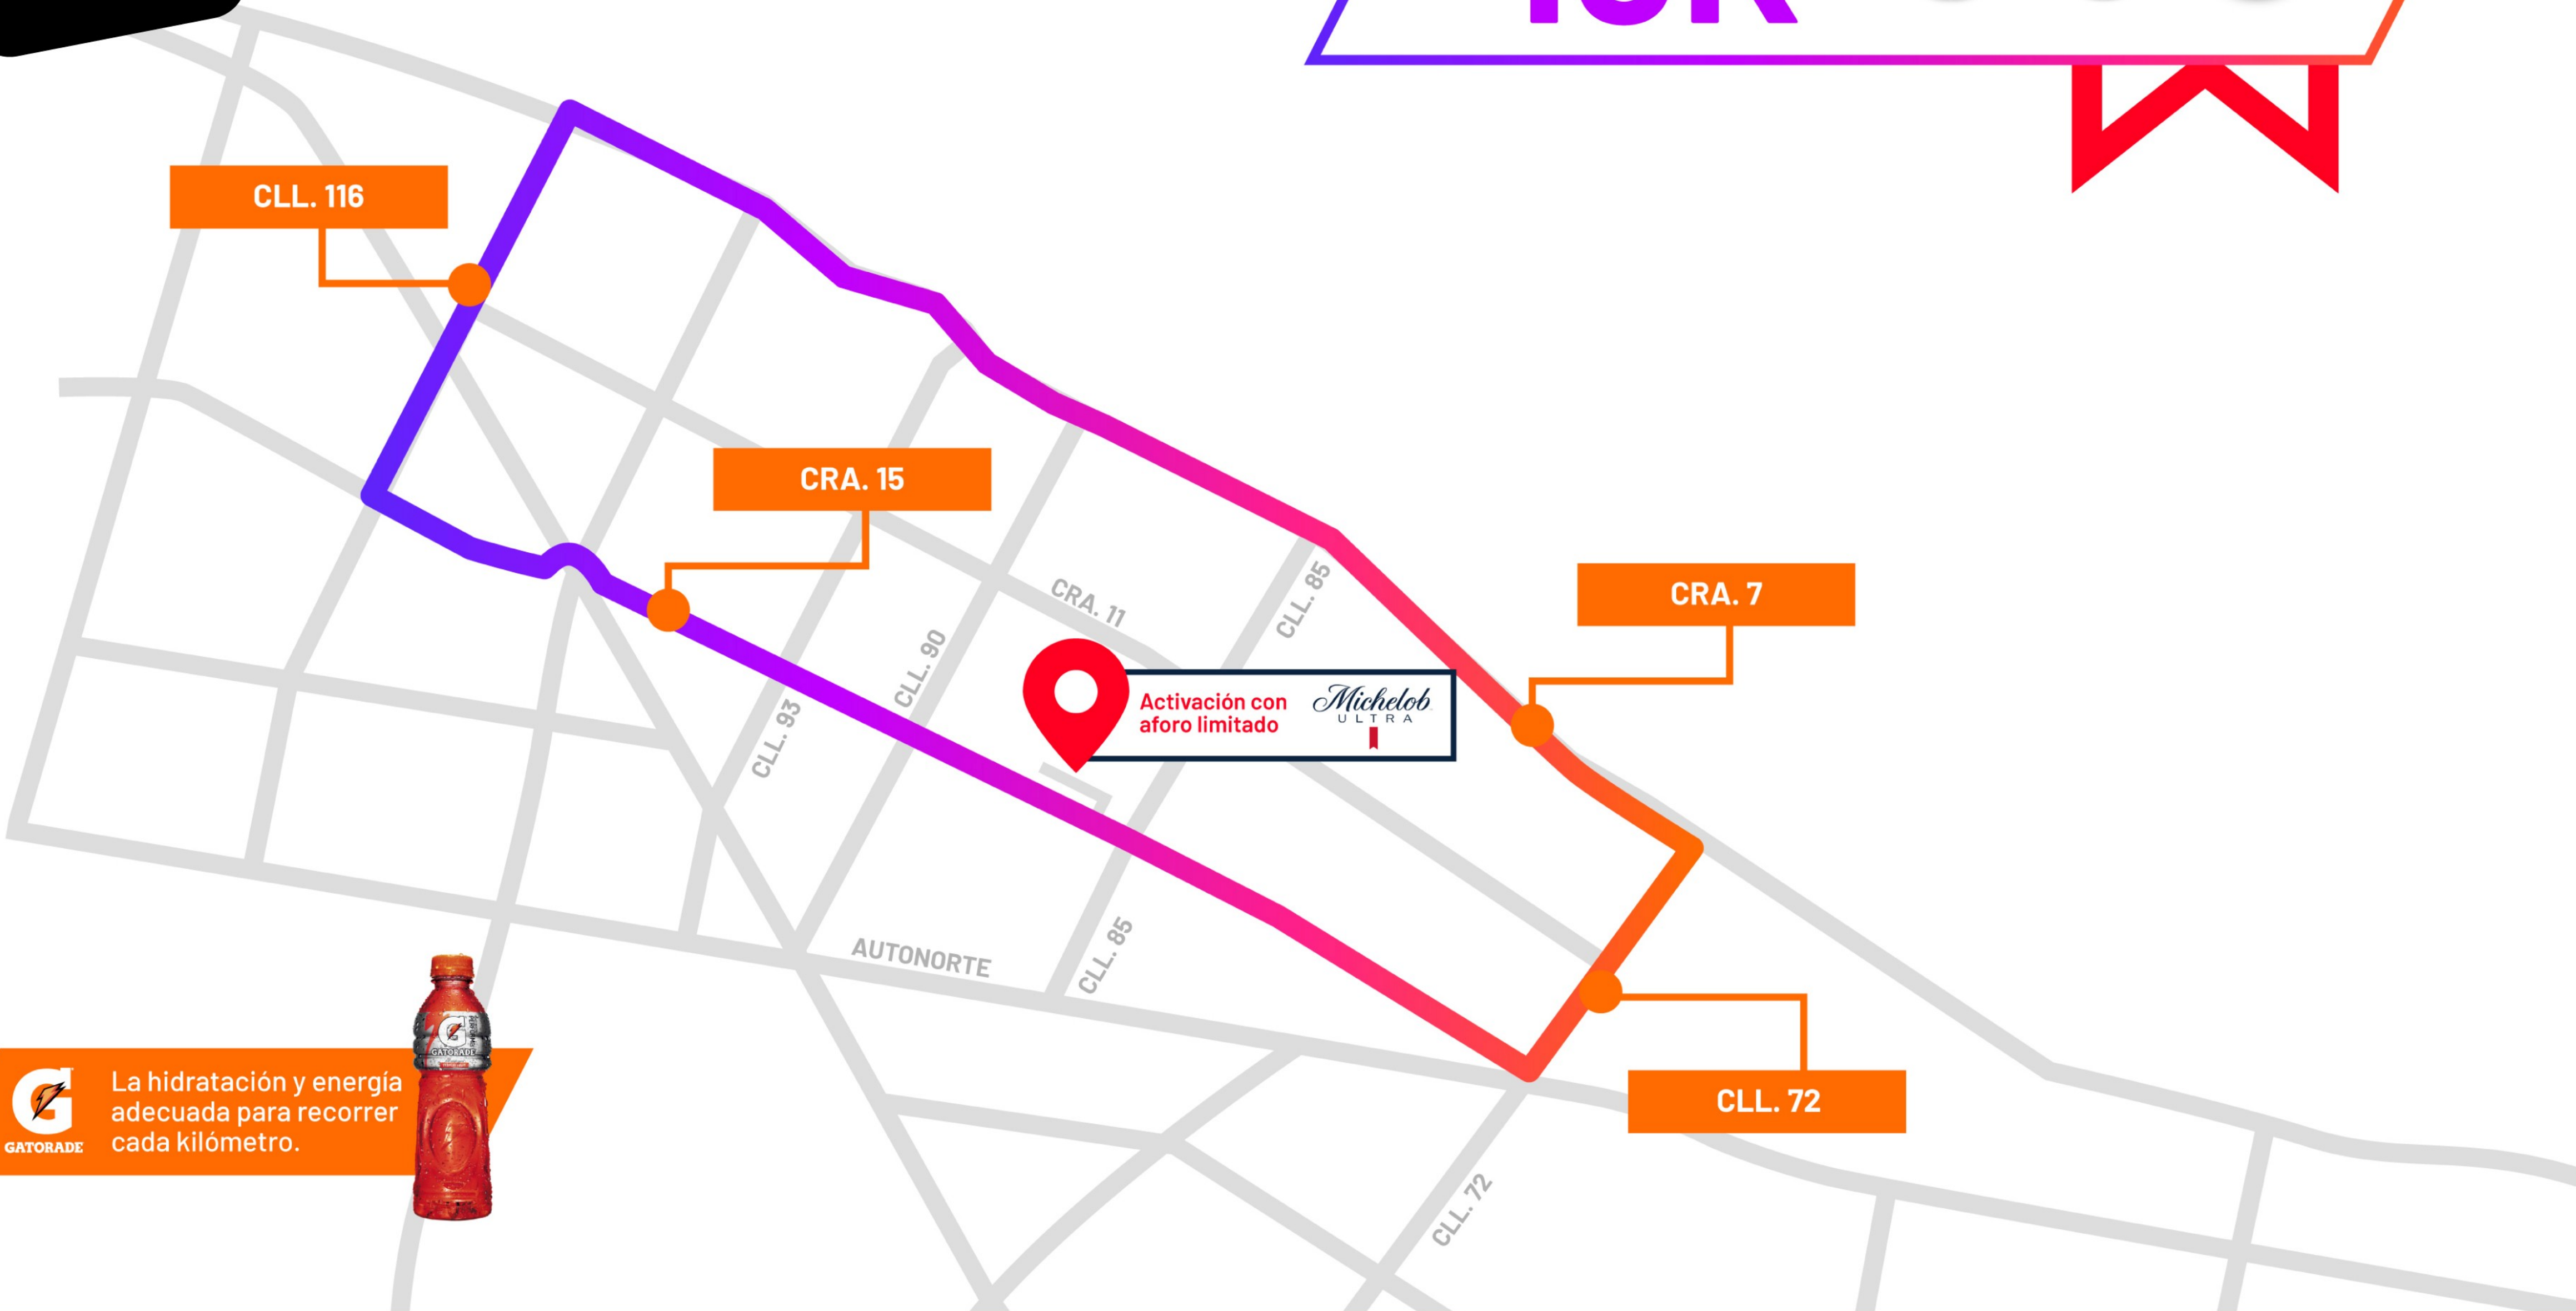 CLL. 116
CRA. 15
CRA. 11
CLL. 85
CRA. 7
CLL. 90
CLL. 93
Activación con
aforo limitado
Michelob
ULTRA
AUTONORTE
CLL. 85
CLL. 72
CLL. 72
GATORADE
La hidratación y energía
adecuada para recorrer
cada kilómetro.
G
GATORADE